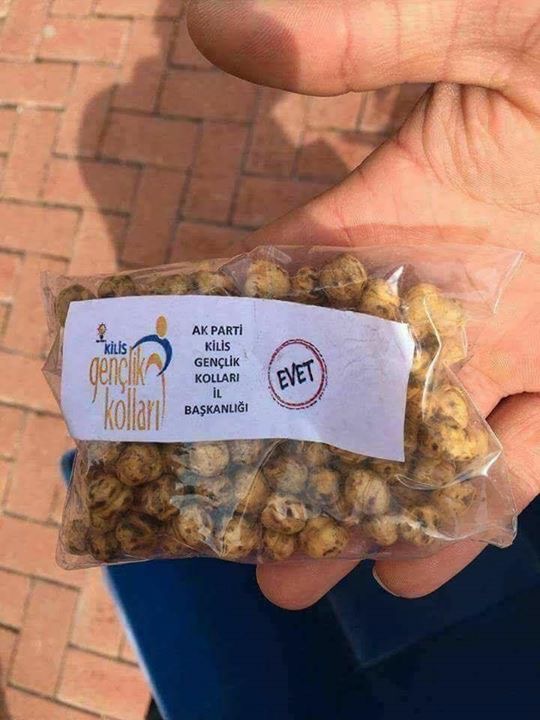 KİLİS
gençlik
kolları
AK PARTİ
KİLİS
GENÇLİK
KOLLARI
İL
BAŞKANLIĞI
EVET